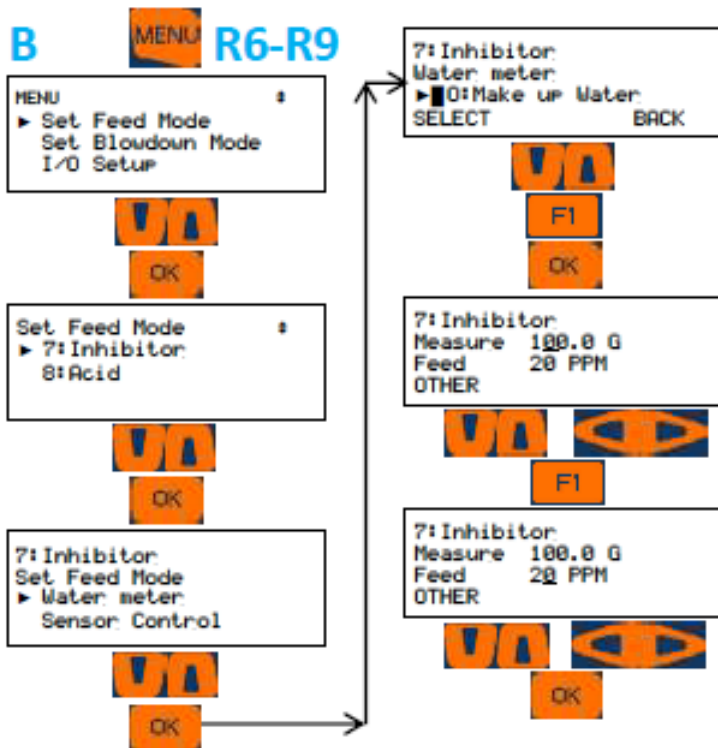 B MENU R6-R9
MENU
► Set Feed Mode
Set Blowdown Mode
I/O Setup
OK
Set Feed Mode
► 7:Inhibitor
8:Acid
OK
7:Inhibitor
Set Feed Mode
► Water meter
Sensor Control
OK
7:Inhibitor
Water meter
►█O:Make up Water
SELECT BACK
F1
OK
7:Inhibitor
Measure 100.0 G
Feed 20 PPM
OTHER
F1
7:Inhibitor
Measure 100.0 G
Feed 20 PPM
OTHER
OK